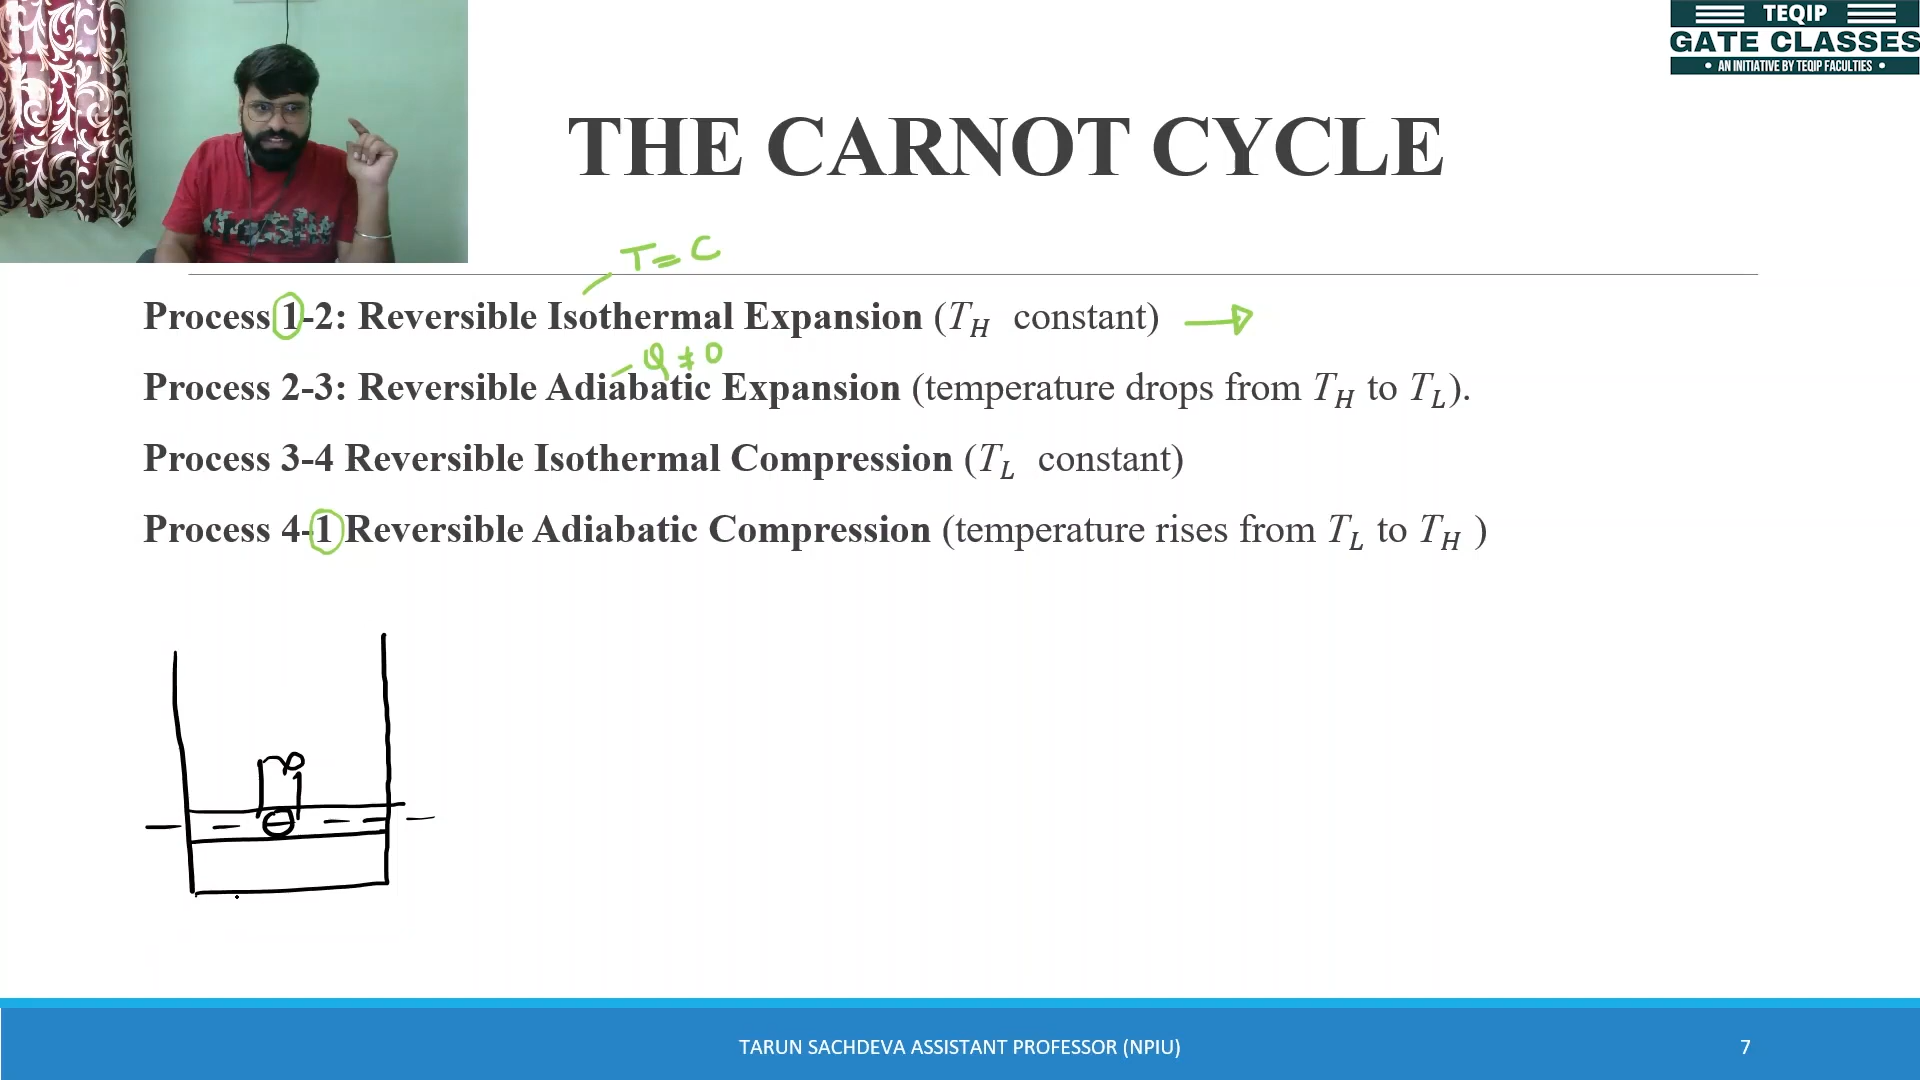 TEQIP
GATE CLASSES
• AN INITIATIVE BY TEQIP FACULTIES •
THE CARNOT CYCLE
T = C
Process 1-2: Reversible Isothermal Expansion (T_H constant)
Q ≠ 0
Process 2-3: Reversible Adiabatic Expansion (temperature drops from T_H to T_L).
Process 3-4 Reversible Isothermal Compression (T_L constant)
Process 4-1 Reversible Adiabatic Compression (temperature rises from T_L to T_H )
TARUN SACHDEVA ASSISTANT PROFESSOR (NPIU)
7